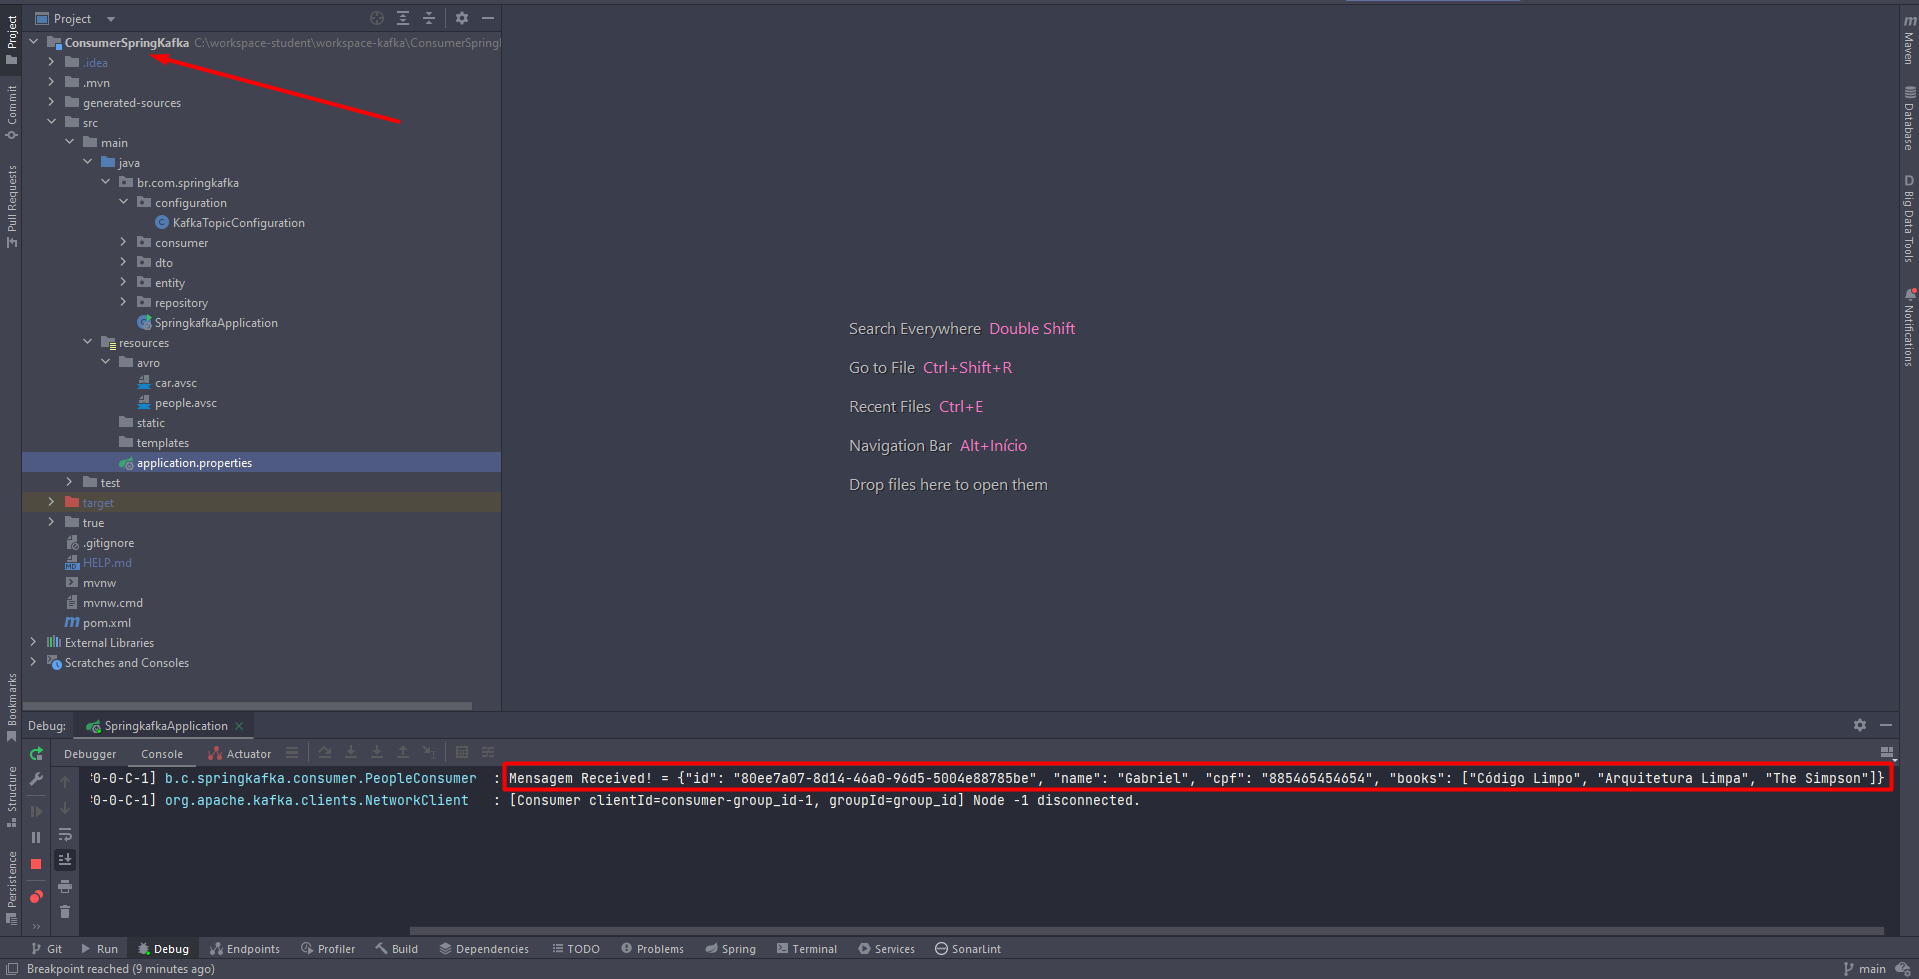 Project
ConsumerSpringKafka C:\workspace-student\workspace-kafka\ConsumerSpring
.idea
.mvn
generated-sources
src
main
java
br.com.springkafka
configuration
KafkaTopicConfiguration
consumer
dto
entity
repository
SpringkafkaApplication
resources
avro
car.avsc
people.avsc
static
templates
application.properties
test
target
true
.gitignore
HELP.md
mvnw
mvnw.cmd
pom.xml
External Libraries
Scratches and Consoles
Project
Commit
Pull Requests
Bookmarks
Structure
Persistence
Search Everywhere Double Shift
Go to File Ctrl+Shift+R
Recent Files Ctrl+E
Navigation Bar Alt+Início
Drop files here to open them
Maven
Database
D Big Data Tools
Notifications
Debug: SpringkafkaApplication
Debugger Console Actuator
0-0-C-1] b.c.springkafka.consumer.PeopleConsumer : Mensagem Received! = {"id": "80ee7a07-8d14-46a0-96d5-5004e88785be", "name": "Gabriel", "cpf": "885465454654", "books": ["Código Limpo", "Arquitetura Limpa", "The Simpson"]}
0-0-C-1] org.apache.kafka.clients.NetworkClient : [Consumer clientId=consumer-group_id-1, groupId=group_id] Node -1 disconnected.
Git Run Debug Endpoints Profiler Build Dependencies TODO Problems Spring Terminal Services SonarLint
Breakpoint reached (9 minutes ago) main